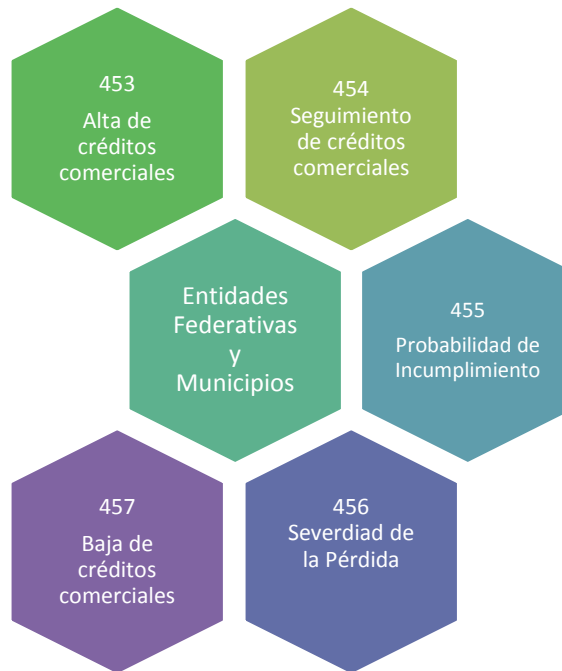 453
Alta de
créditos
comerciales
454
Seguimiento
de créditos
comerciales
Entidades
Federativas
y
Municipios
455
Probabilidad de
Incumplimiento
457
Baja de
créditos
comerciales
456
Severdiad de
la Pérdida